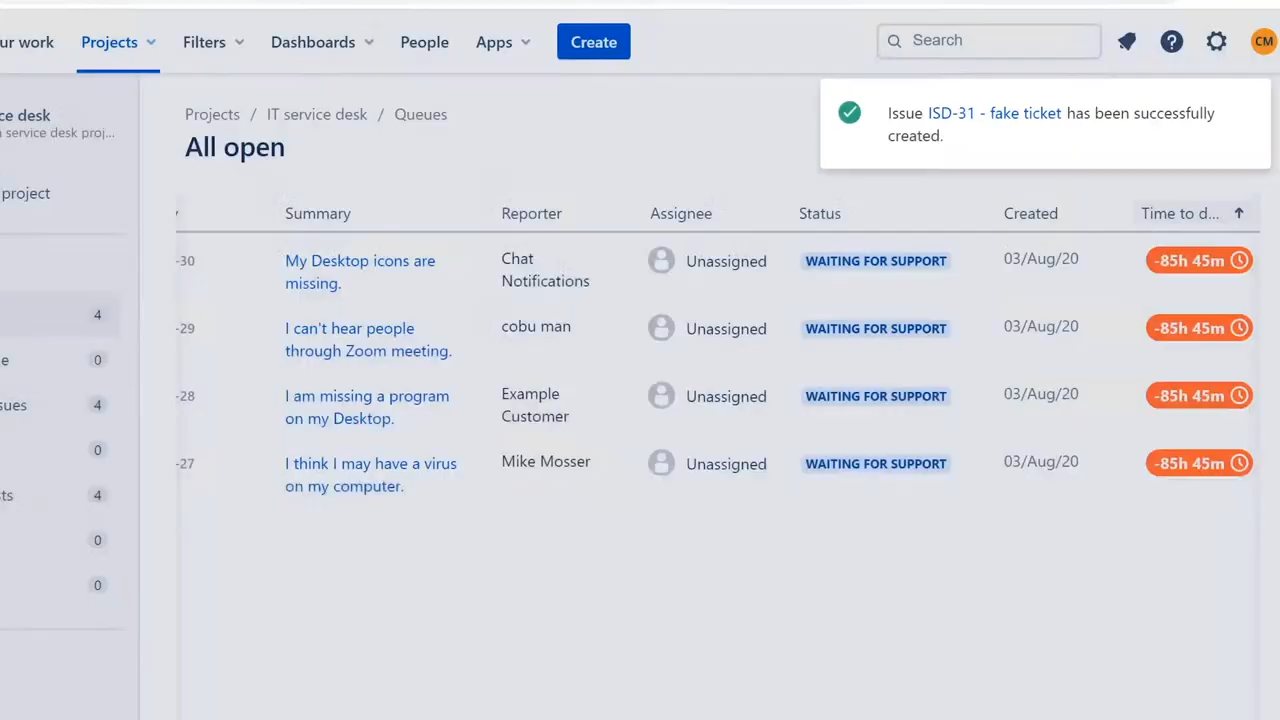 ur work Projects Filters Dashboards People Apps Create Search CM
ce desk
service desk proj...
project
4
e 0
sues 4
0
ts 4
0
0
Projects / IT service desk / Queues
All open
Issue ISD-31 - fake ticket has been successfully
created.
Summary Reporter Assignee Status Created Time to d...
-30 My Desktop icons are missing. Chat Notifications Unassigned WAITING FOR SUPPORT 03/Aug/20 -85h 45m
-29 I can't hear people through Zoom meeting. cobu man Unassigned WAITING FOR SUPPORT 03/Aug/20 -85h 45m
-28 I am missing a program on my Desktop. Example Customer Unassigned WAITING FOR SUPPORT 03/Aug/20 -85h 45m
-27 I think I may have a virus on my computer. Mike Mosser Unassigned WAITING FOR SUPPORT 03/Aug/20 -85h 45m